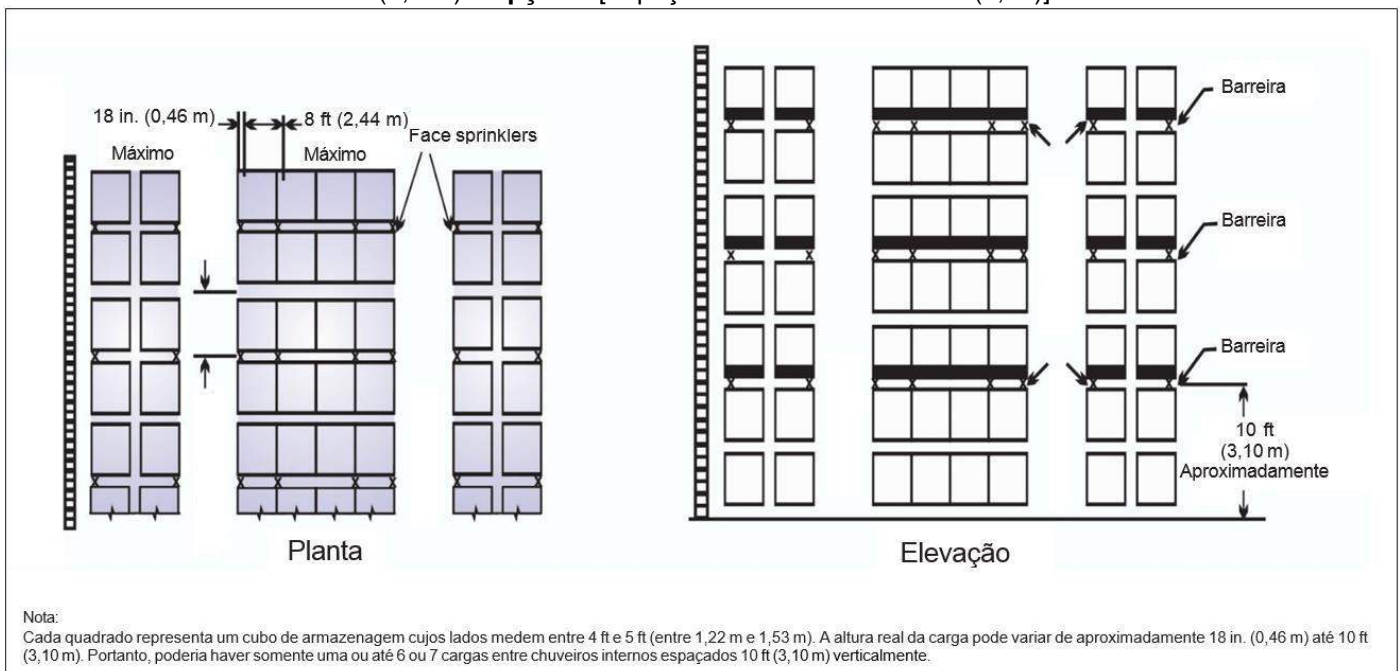 18 in. (0,46 m)
8 ft (2,44 m)
Máximo
Máximo
Face sprinklers
Planta
Barreira
Barreira
Barreira
10 ft
(3,10 m)
Aproximadamente
Elevação
Nota:
Cada quadrado representa um cubo de armazenagem cujos lados medem entre 4 ft e 5 ft (entre 1,22 m e 1,53 m). A altura real da carga pode variar de aproximadamente 18 in. (0,46 m) até 10 ft
(3,10 m). Portanto, poderia haver somente uma ou até 6 ou 7 cargas entre chuveiros internos espaçados 10 ft (3,10 m) verticalmente.